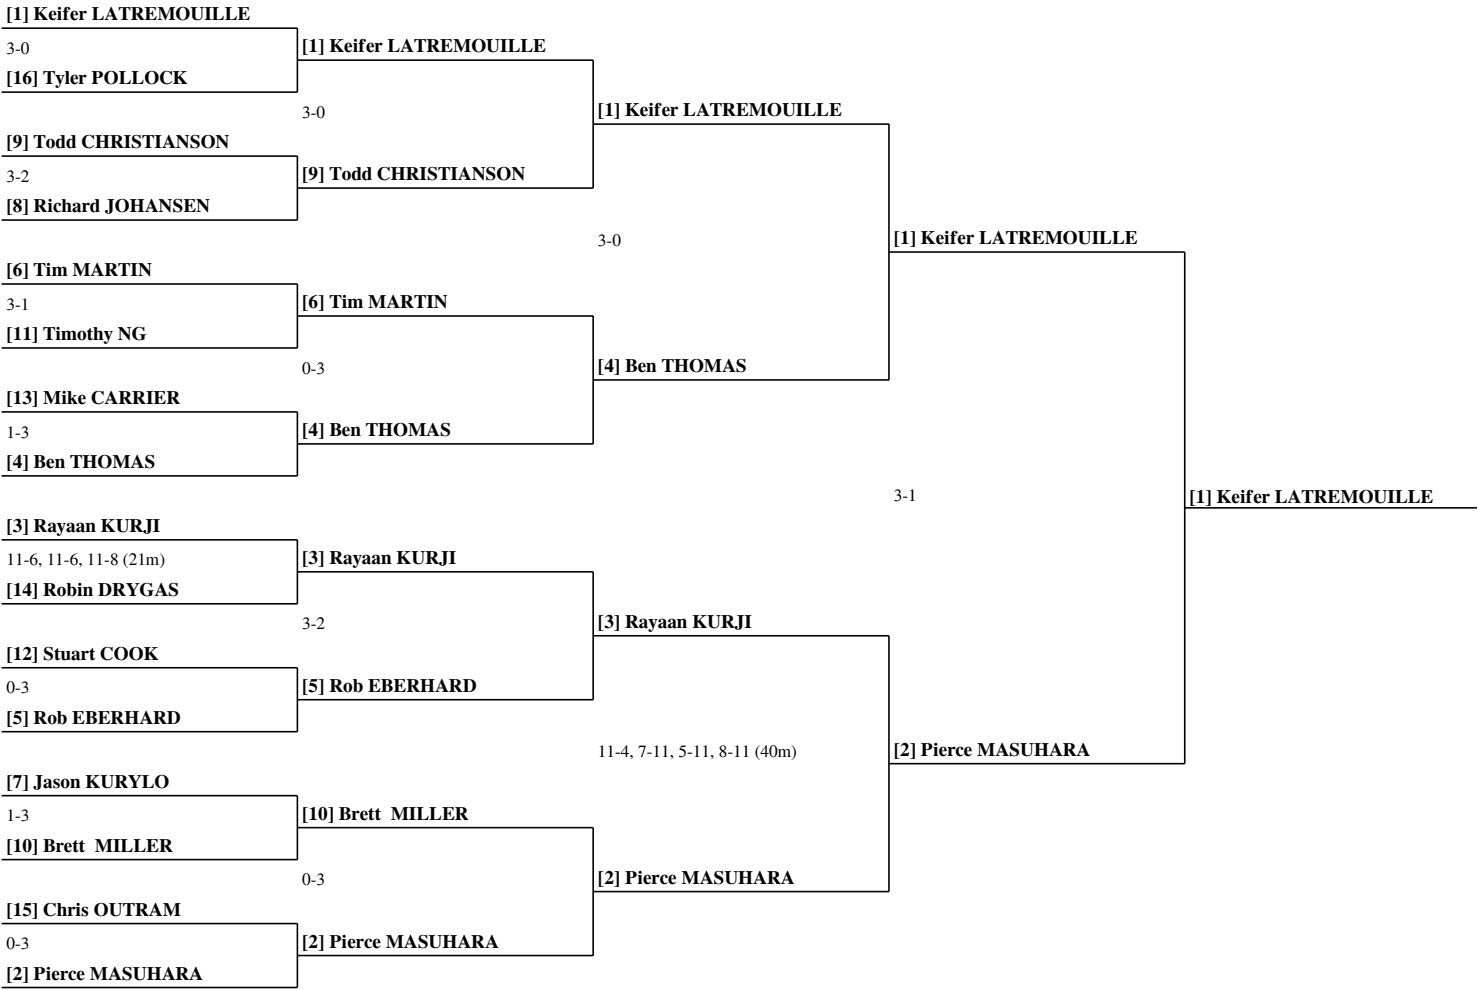 [1] Keifer LATREMOUILLE
3-0
[1] Keifer LATREMOUILLE
[16] Tyler POLLOCK
3-0
[1] Keifer LATREMOUILLE
[9] Todd CHRISTIANSON
3-2
[9] Todd CHRISTIANSON
[8] Richard JOHANSEN
3-0
[1] Keifer LATREMOUILLE
[6] Tim MARTIN
3-1
[6] Tim MARTIN
[11] Timothy NG
0-3
[4] Ben THOMAS
[13] Mike CARRIER
1-3
[4] Ben THOMAS
[4] Ben THOMAS
3-1
[1] Keifer LATREMOUILLE
[3] Rayaan KURJI
11-6, 11-6, 11-8 (21m)
[3] Rayaan KURJI
[14] Robin DRYGAS
3-2
[3] Rayaan KURJI
[12] Stuart COOK
0-3
[5] Rob EBERHARD
[5] Rob EBERHARD
11-4, 7-11, 5-11, 8-11 (40m)
[2] Pierce MASUHARA
[7] Jason KURYLO
1-3
[10] Brett  MILLER
[10] Brett  MILLER
0-3
[2] Pierce MASUHARA
[15] Chris OUTRAM
0-3
[2] Pierce MASUHARA
[2] Pierce MASUHARA